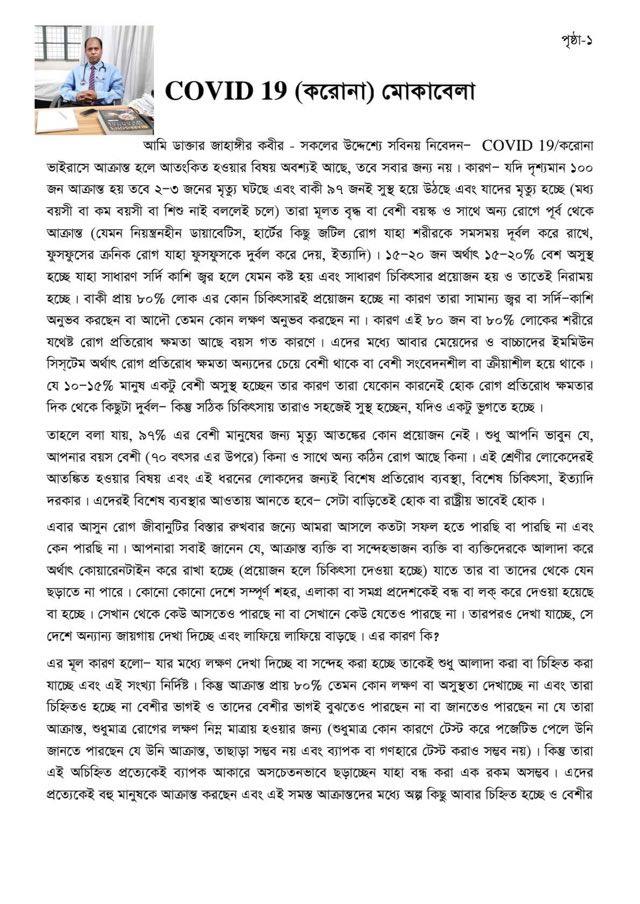 পৃষ্ঠা-১
COVID 19 (করোনা) মোকাবেলা
আমি ডাক্তার জাহাঙ্গীর কবীর - সকলের উদ্দেশ্যে সবিনয় নিবেদন– COVID 19/করোনা
ভাইরাসে আক্রান্ত হলে আতংকিত হওয়ার বিষয় অবশ্যই আছে, তবে সবার জন্য নয়। কারণ– যদি দৃশ্যমান ১০০
জন আক্রান্ত হয় তবে ২–৩ জনের মৃত্যু ঘটছে এবং বাকী ৯৭ জনই সুস্থ হয়ে উঠছে এবং যাদের মৃত্যু হচ্ছে (মধ্য
বয়সী বা কম বয়সী বা শিশু নাই বললেই চলে) তারা মূলত বৃদ্ধ বা বেশী বয়স্ক ও সাথে অন্য রোগে পূর্ব থেকে
আক্রান্ত (যেমন নিয়ন্ত্রনহীন ডায়াবেটিস, হার্টের কিছু জটিল রোগ যাহা শরীরকে সমসময় দূর্বল করে রাখে,
ফুসফুসের ক্রনিক রোগ যাহা ফুসফুসকে দুর্বল করে দেয়, ইত্যাদি)। ১৫–২০ জন অর্থাৎ ১৫–২০% বেশ অসুস্থ
হচ্ছে যাহা সাধারণ সর্দি কাশি জ্বর হলে যেমন কষ্ট হয় এবং সাধারণ চিকিৎসার প্রয়োজন হয় ও তাতেই নিরাময়
হচ্ছে। বাকী প্রায় ৮০% লোক এর কোন চিকিৎসারই প্রয়োজন হচ্ছে না কারণ তারা সামান্য জ্বর বা সর্দি–কাশি
অনুভব করছেন বা আদৌ তেমন কোন লক্ষণ অনুভব করছেন না। কারণ এই ৮০ জন বা ৮০% লোকের শরীরে
যথেষ্ট রোগ প্রতিরোধ ক্ষমতা আছে বয়স গত কারণে। এদের মধ্যে আবার মেয়েদের ও বাচ্চাদের ইমমিউন
সিস্টেম অর্থাৎ রোগ প্রতিরোধ ক্ষমতা অন্যদের চেয়ে বেশী থাকে বা বেশী সংবেদনশীল বা ক্রীয়াশীল হয়ে থাকে।
যে ১০–১৫% মানুষ একটু বেশী অসুস্থ হচ্ছেন তার কারণ তারা যেকোন কারনেই হোক রোগ প্রতিরোধ ক্ষমতার
দিক থেকে কিছুটা দুর্বল– কিন্তু সঠিক চিকিৎসায় তারাও সহজেই সুস্থ হচ্ছেন, যদিও একটু ভুগতে হচ্ছে।
তাহলে বলা যায়, ৯৭% এর বেশী মানুষের জন্য মৃত্যু আতঙ্কের কোন প্রয়োজন নেই। শুধু আপনি ভাবুন যে,
আপনার বয়স বেশী (৭০ বৎসর এর উপরে) কিনা ও সাথে অন্য কঠিন রোগ আছে কিনা। এই শ্রেণীর লোকেদেরই
আতঙ্কিত হওয়ার বিষয় এবং এই ধরনের লোকদের জন্যই বিশেষ প্রতিরোধ ব্যবস্থা, বিশেষ চিকিৎসা, ইত্যাদি
দরকার। এদেরই বিশেষ ব্যবস্থার আওতায় আনতে হবে– সেটা বাড়িতেই হোক বা রাষ্ট্রীয় ভাবেই হোক।
এবার আসুন রোগ জীবানুটির বিস্তার রুখবার জন্যে আমরা আসলে কতটা সফল হতে পারছি বা পারছি না এবং
কেন পারছি না। আপনারা সবাই জানেন যে, আক্রান্ত ব্যক্তি বা সন্দেহভাজন ব্যক্তি বা ব্যক্তিদেরকে আলাদা করে
অর্থাৎ কোয়ারেনটাইন করে রাখা হচ্ছে (প্রয়োজন হলে চিকিৎসা দেওয়া হচ্ছে) যাতে তার বা তাদের থেকে যেন
ছড়াতে না পারে। কোনো কোনো দেশে সম্পূর্ণ শহর, এলাকা বা সমগ্র প্রদেশকেই বন্ধ বা লক্ করে দেওয়া হয়েছে
বা হচ্ছে। সেখান থেকে কেউ আসতেও পারছে না বা সেখানে কেউ যেতেও পারছে না। তারপরও দেখা যাচ্ছে, সে
দেশে অন্যান্য জায়গায় দেখা দিচ্ছে এবং লাফিয়ে লাফিয়ে বাড়ছে। এর কারণ কি?
এর মূল কারণ হলো– যার মধ্যে লক্ষণ দেখা দিচ্ছে বা সন্দেহ করা হচ্ছে তাকেই শুধু আলাদা করা বা চিহ্নিত করা
যাচ্ছে এবং এই সংখ্যা নির্দিষ্ট। কিন্তু আক্রান্ত প্রায় ৮০% তেমন কোন লক্ষণ বা অসুস্থতা দেখাচ্ছে না এবং তারা
চিহ্নিতও হচ্ছে না বেশীর ভাগই ও তাদের বেশীর ভাগই বুঝতেও পারছেন না বা জানতেও পারছেন না যে তারা
আক্রান্ত, শুধুমাত্র রোগের লক্ষণ নিম্ন মাত্রায় হওয়ার জন্য (শুধুমাত্র কোন কারণে টেস্ট করে পজেটিভ পেলে উনি
জানতে পারছেন যে উনি আক্রান্ত, তাছাড়া সম্ভব নয় এবং ব্যাপক বা গণহারে টেস্ট করাও সম্ভব নয়)। কিন্তু তারা
এই অচিহ্নিত প্রত্যেকেই ব্যাপক আকারে অসচেতনভাবে ছড়াচ্ছেন যাহা বন্ধ করা এক রকম অসম্ভব। এদের
প্রত্যেকেই বহু মানুষকে আক্রান্ত করছেন এবং এই সমস্ত আক্রান্তদের মধ্যে অল্প কিছু আবার চিহ্নিত হচ্ছে ও বেশীর